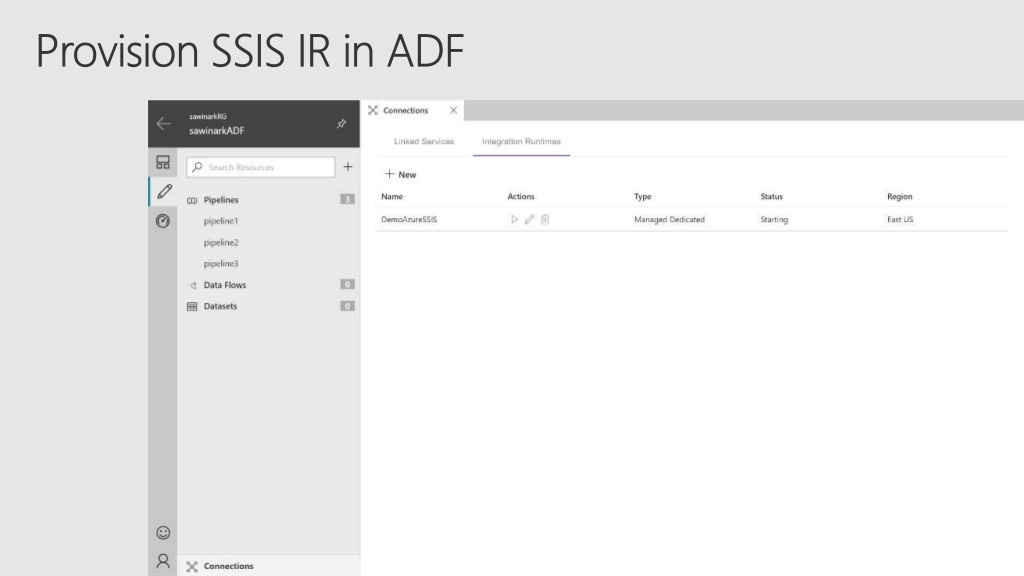 Provision SSIS IR in ADF
sawinarkRG
sawinarkADF
Connections
Linked Services Integration Runtimes
Search Resources
New
Name Actions Type Status Region
DemoAzureSSIS Managed Dedicated Starting East US
Pipelines 3
pipeline1
pipeline2
pipeline3
Data Flows 0
Datasets 0
Connections